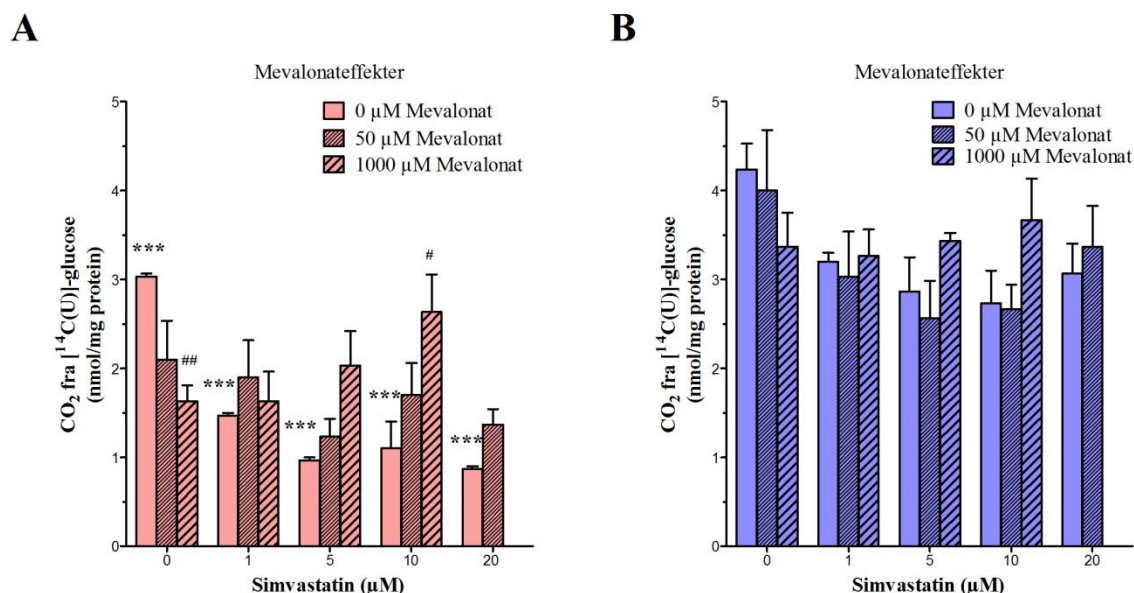 A
Mevalonateffekter
0 µM Mevalonat
50 µM Mevalonat
1000 µM Mevalonat
CO₂ fra [¹⁴C(U)]-glucose
(nmol/mg protein)
5
4
3
2
1
0
***
##
***
***
***
#
***
0 1 5 10 20
Simvastatin (µM)
B
Mevalonateffekter
0 µM Mevalonat
50 µM Mevalonat
1000 µM Mevalonat
CO₂ fra [¹⁴C(U)]-glucose
(nmol/mg protein)
5
4
3
2
1
0
0 1 5 10 20
Simvastatin (µM)